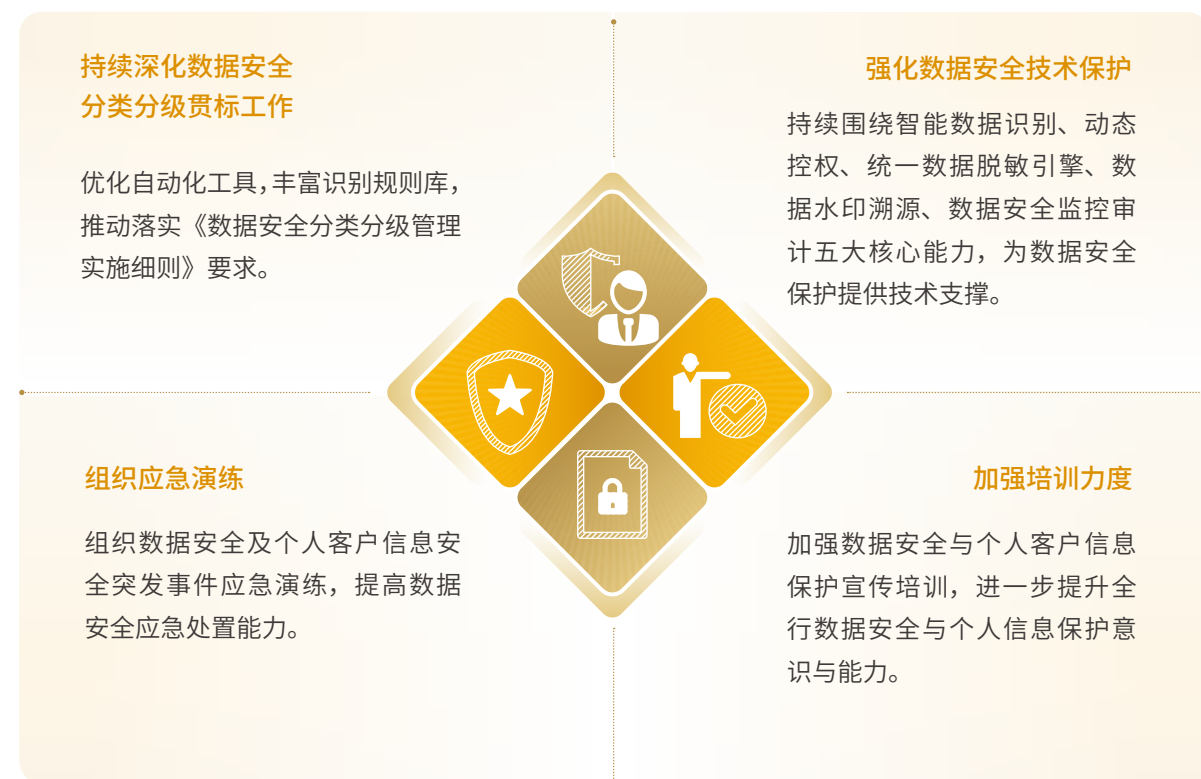 持续深化数据安全
分类分级贯标工作
优化自动化工具，丰富识别规则库，
推动落实《数据安全分类分级管理
实施细则》要求。
强化数据安全技术保护
持续围绕智能数据识别、动态
控权、统一数据脱敏引擎、数
据水印溯源、数据安全监控审
计五大核心能力，为数据安全
保护提供技术支撑。
组织应急演练
组织数据安全及个人客户信息安
全突发事件应急演练，提高数据
安全应急处置能力。
加强培训力度
加强数据安全与个人客户信息
保护宣传培训，进一步提升全
行数据安全与个人信息保护意
识与能力。